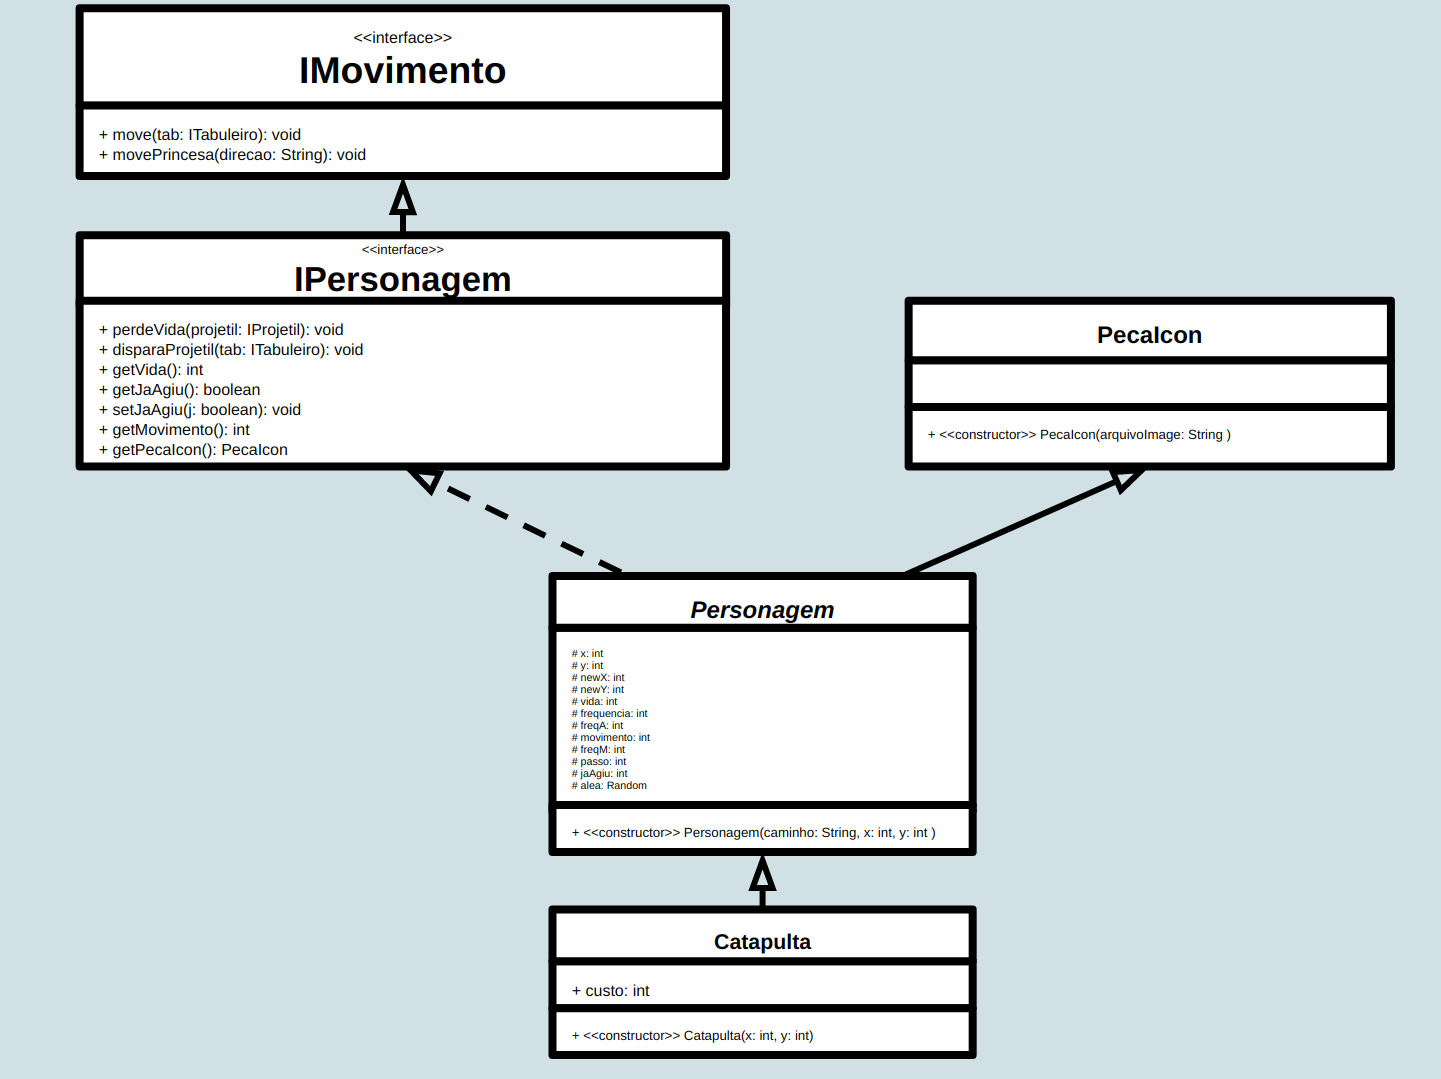 <<interface>>
IMovimento
+ move(tab: ITabuleiro): void
+ movePrincesa(direcao: String): void
<<interface>>
IPersonagem
+ perdeVida(projetil: IProjetil): void
+ disparaProjetil(tab: ITabuleiro): void
+ getVida(): int
+ getJaAgiu(): boolean
+ setJaAgiu(j: boolean): void
+ getMovimento(): int
+ getPecaIcon(): PecaIcon
PecaIcon
+ <<constructor>> PecaIcon(arquivoImage: String )
Personagem
# x: int
# y: int
# newX: int
# newY: int
# vida: int
# frequencia: int
# freqA: int
# movimento: int
# freqM: int
# passo: int
# jaAgiu: int
# alea: Random
+ <<constructor>> Personagem(caminho: String, x: int, y: int )
Catapulta
+ custo: int
+ <<constructor>> Catapulta(x: int, y: int)